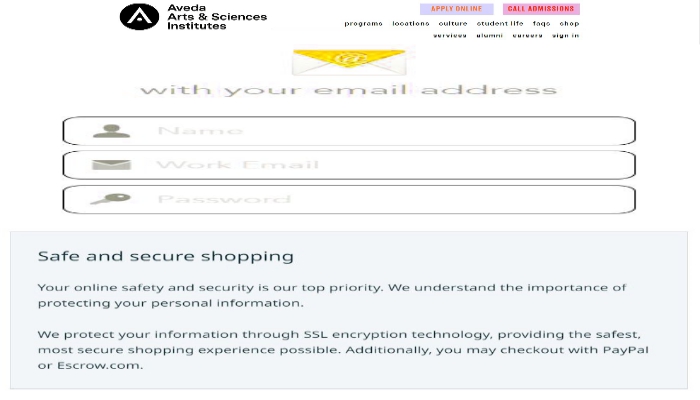 Aveda
Arts & Sciences
Institutes
APPLY ONLINE CALL ADMISSIONS
programs locations culture student life faqs shop
services alumni careers sign in
with your email address
Name
Work Email
Password
Safe and secure shopping
Your online safety and security is our top priority. We understand the importance of
protecting your personal information.
We protect your information through SSL encryption technology, providing the safest,
most secure shopping experience possible. Additionally, you may checkout with PayPal
or Escrow.com.